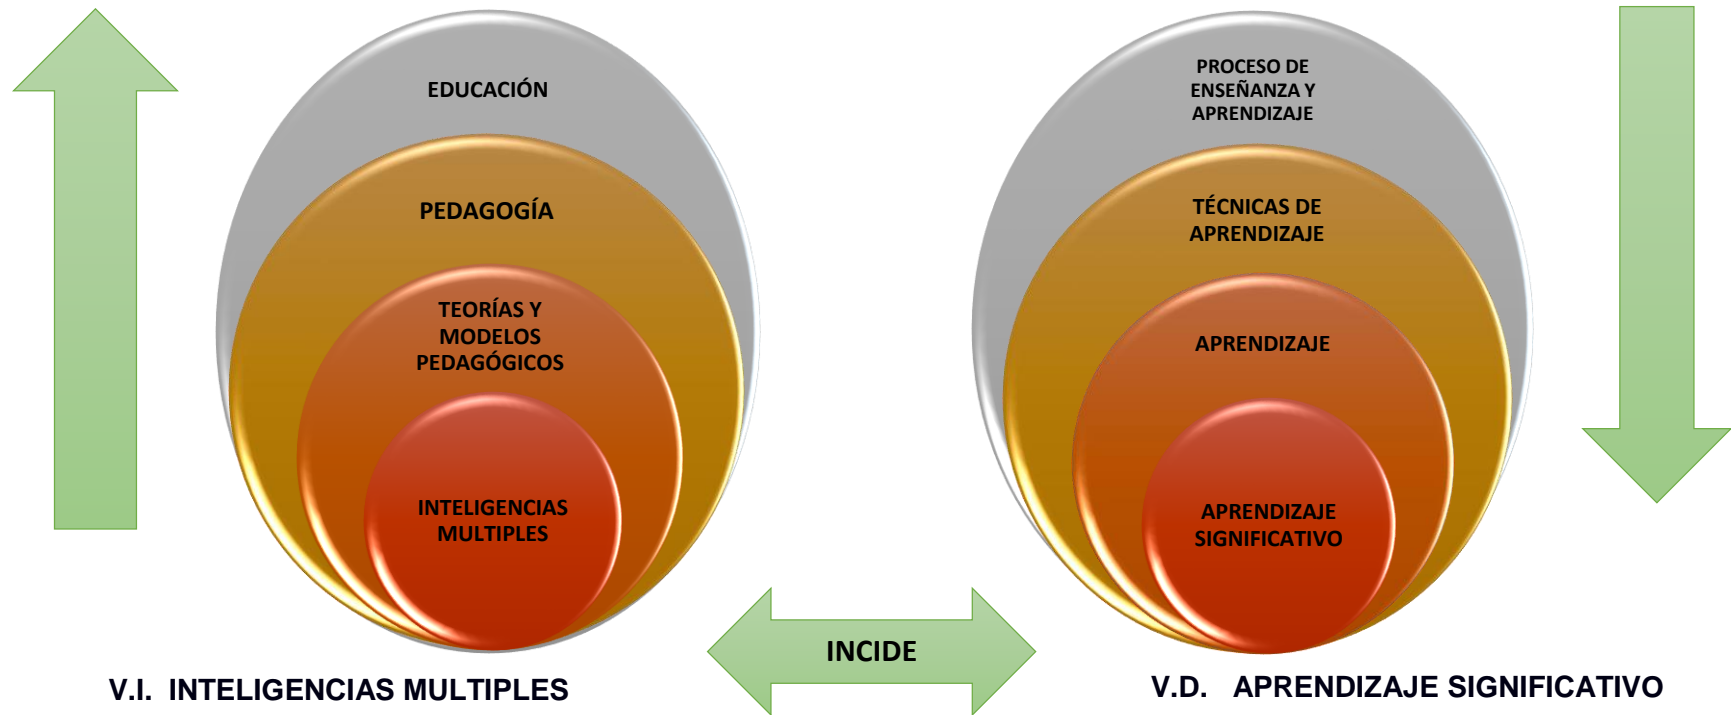 EDUCACIÓN
PEDAGOGÍA
TEORÍAS Y
MODELOS
PEDAGÓGICOS
INTELIGENCIAS
MULTIPLES
PROCESO DE
ENSEÑANZA Y
APRENDIZAJE
TÉCNICAS DE
APRENDIZAJE
APRENDIZAJE
APRENDIZAJE
SIGNIFICATIVO
INCIDE
V.I. INTELIGENCIAS MULTIPLES
V.D. APRENDIZAJE SIGNIFICATIVO